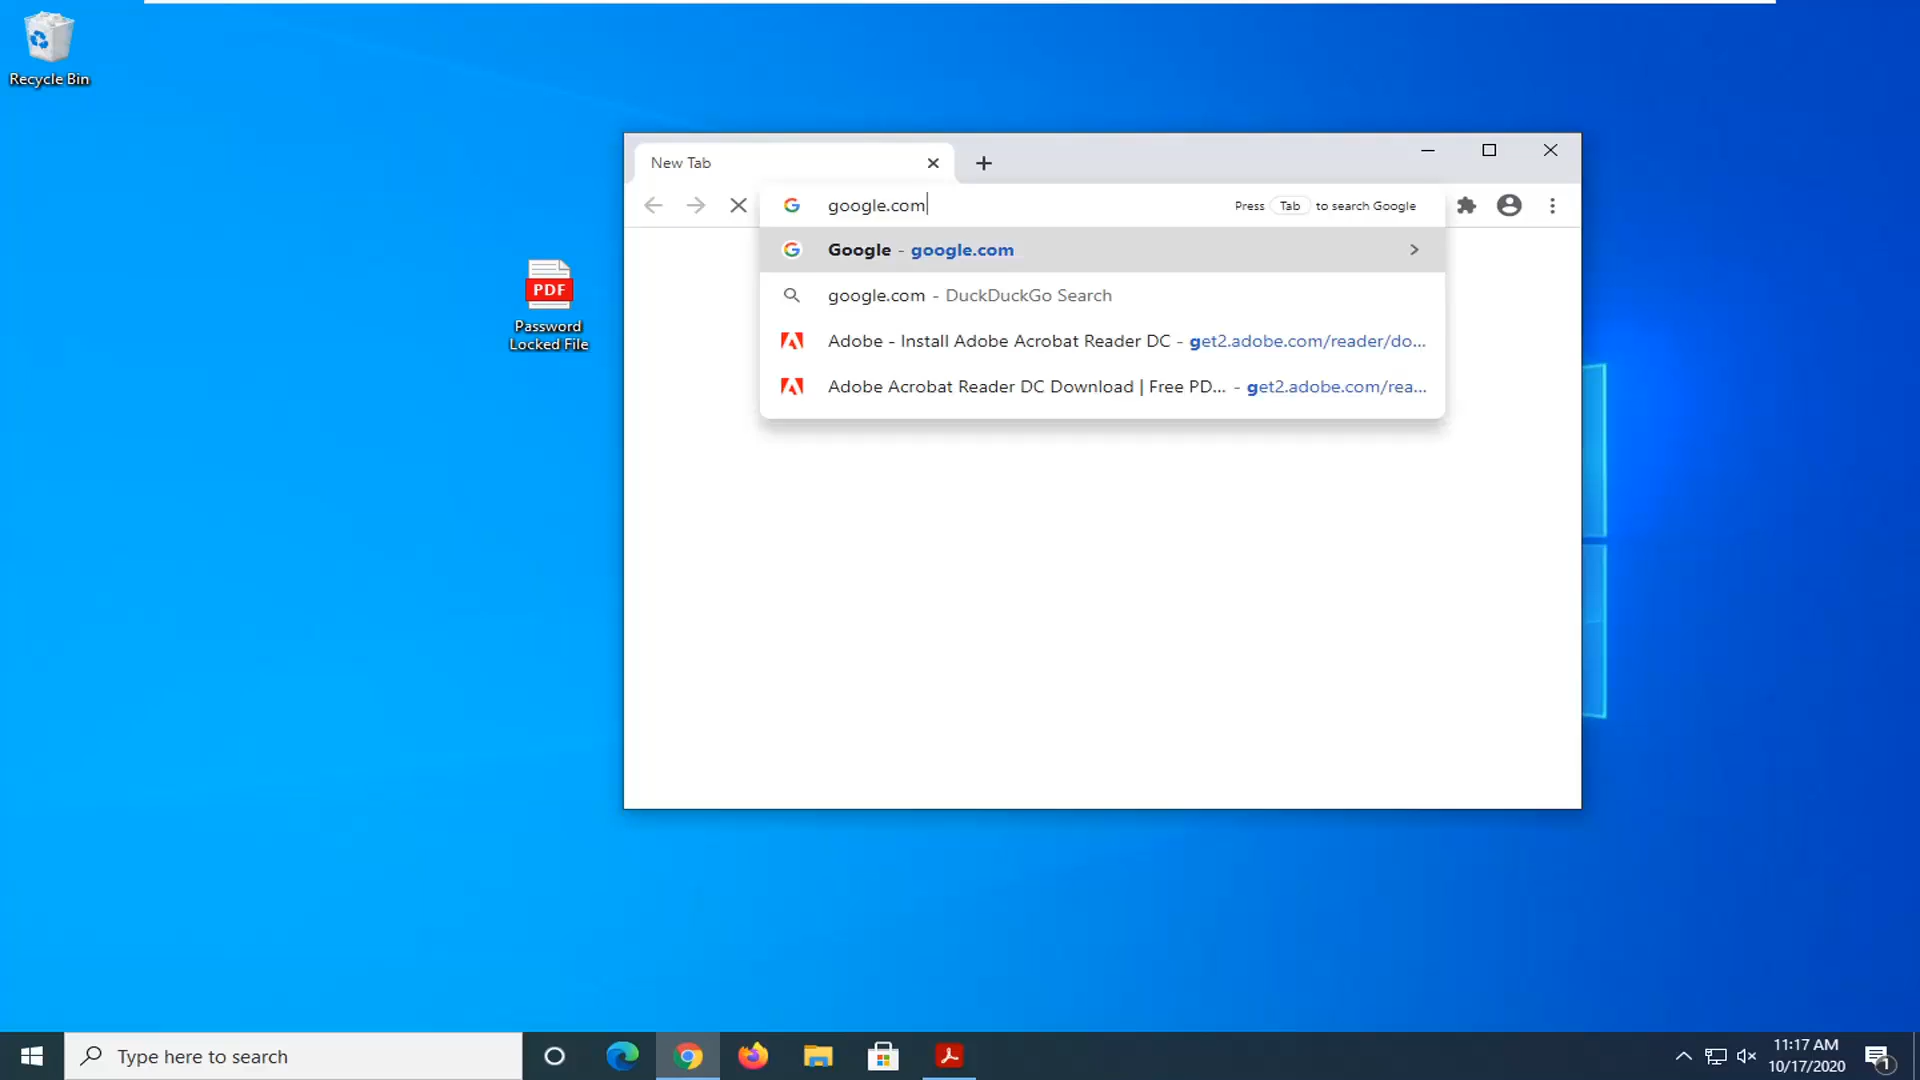 Recycle Bin
New Tab
google.com
Press Tab to search Google
Google - google.com
google.com - DuckDuckGo Search
Adobe - Install Adobe Acrobat Reader DC - get2.adobe.com/reader/do...
Adobe Acrobat Reader DC Download | Free PD... - get2.adobe.com/rea...
PDF
Password
Locked File
Type here to search
11:17 AM
10/17/2020
1